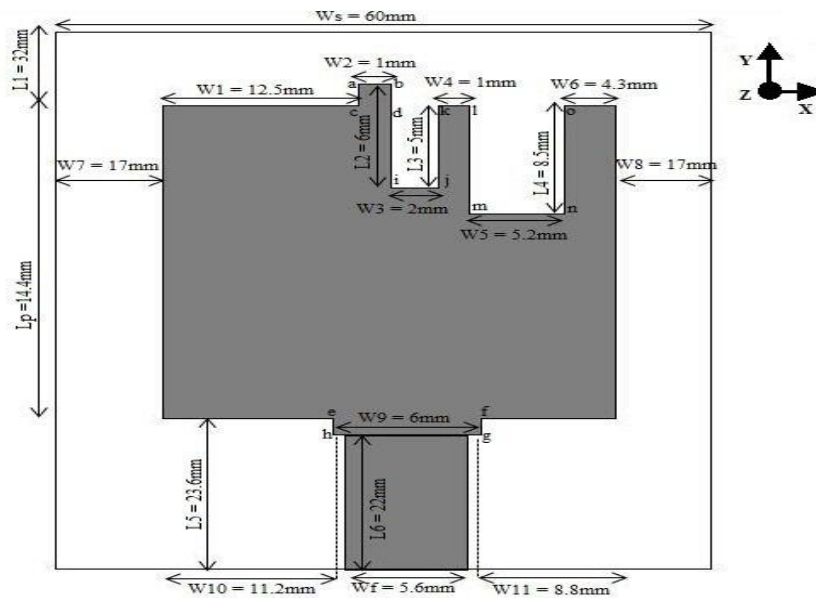 Ws = 60mm
L1 = 32mm
W2 = 1mm
Y
Z
X
a
b
W1 = 12.5mm
W4 = 1mm
W6 = 4.3mm
c
d
k
l
o
L2 = 6mm
L3 = 5mm
L4 = 8.5mm
W7 = 17mm
W8 = 17mm
i
j
W3 = 2mm
m
n
W5 = 5.2mm
Lp =14.4mm
e
f
W9 = 6mm
h
g
L5 = 23.6mm
L6 = 22mm
W10 = 11.2mm
Wf = 5.6mm
W11 = 8.8mm